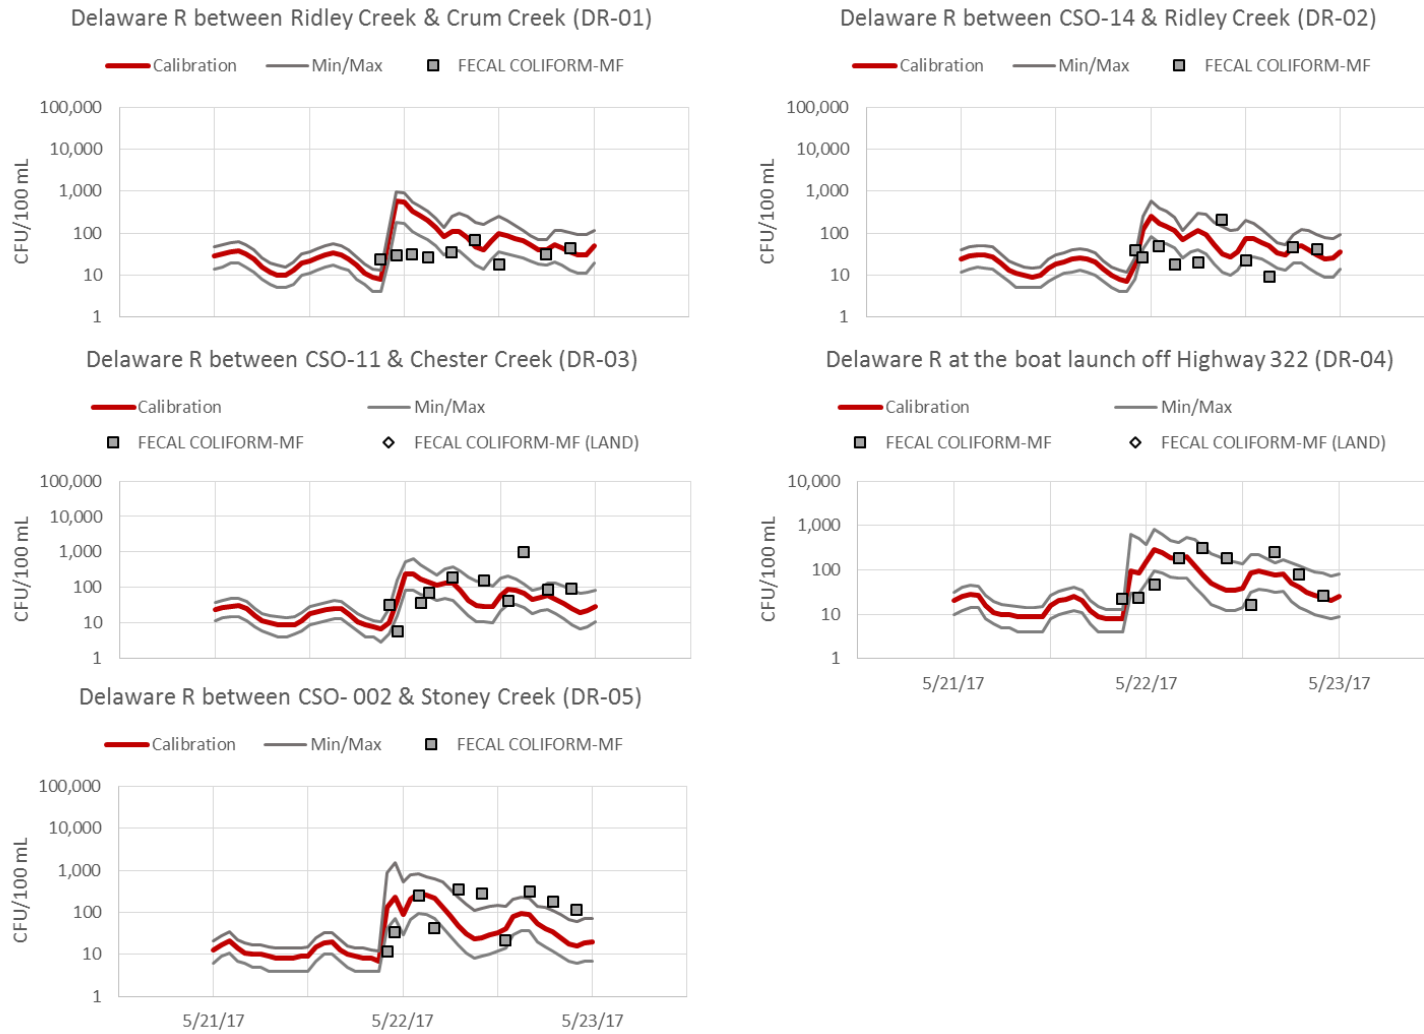 Delaware R between Ridley Creek & Crum Creek (DR-01)
Calibration Min/Max FECAL COLIFORM-MF
100,000
10,000
1,000
100
10
1
CFU/100 mL
Delaware R between CSO-14 & Ridley Creek (DR-02)
Calibration Min/Max FECAL COLIFORM-MF
100,000
10,000
1,000
100
10
1
CFU/100 mL
Delaware R between CSO-11 & Chester Creek (DR-03)
Calibration Min/Max
FECAL COLIFORM-MF FECAL COLIFORM-MF (LAND)
100,000
10,000
1,000
100
10
1
CFU/100 mL
Delaware R at the boat launch off Highway 322 (DR-04)
Calibration Min/Max
FECAL COLIFORM-MF FECAL COLIFORM-MF (LAND)
10,000
1,000
100
10
1
CFU/100 mL
5/21/17 5/22/17 5/23/17
Delaware R between CSO- 002 & Stoney Creek (DR-05)
Calibration Min/Max FECAL COLIFORM-MF
100,000
10,000
1,000
100
10
1
CFU/100 mL
5/21/17 5/22/17 5/23/17